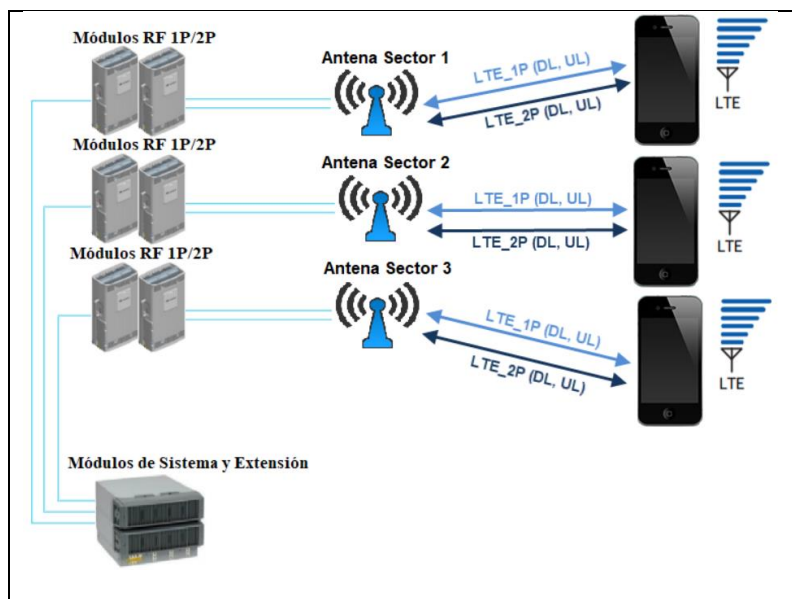 Módulos RF 1P/2P
Antena Sector 1
LTE_1P (DL, UL)
LTE_2P (DL, UL)
LTE
Módulos RF 1P/2P
Antena Sector 2
LTE_1P (DL, UL)
LTE_2P (DL, UL)
LTE
Módulos RF 1P/2P
Antena Sector 3
LTE_1P (DL, UL)
LTE_2P (DL, UL)
LTE
Módulos de Sistema y Extensión